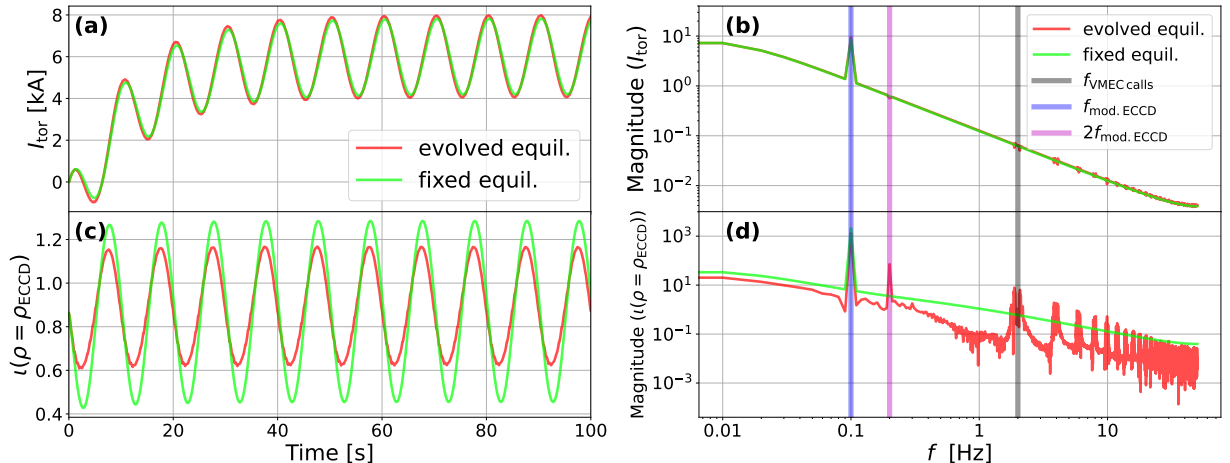 (a)
8
6
4
2
0
I_tor [kA]
evolved equil.
fixed equil.
(b)
10^1
10^0
10^−1
10^−2
Magnitude (I_tor)
evolved equil.
fixed equil.
f_VMEC calls
f_mod. ECCD
2f_mod. ECCD
(c)
1.2
1.0
0.8
0.6
0.4
ι(ρ = ρ_ECCD)
0 20 40 60 80 100
Time [s]
(d)
10^3
10^1
10^−1
10^−3
Magnitude (ι(ρ = ρ_ECCD))
0.01 0.1 1 10
f [Hz]